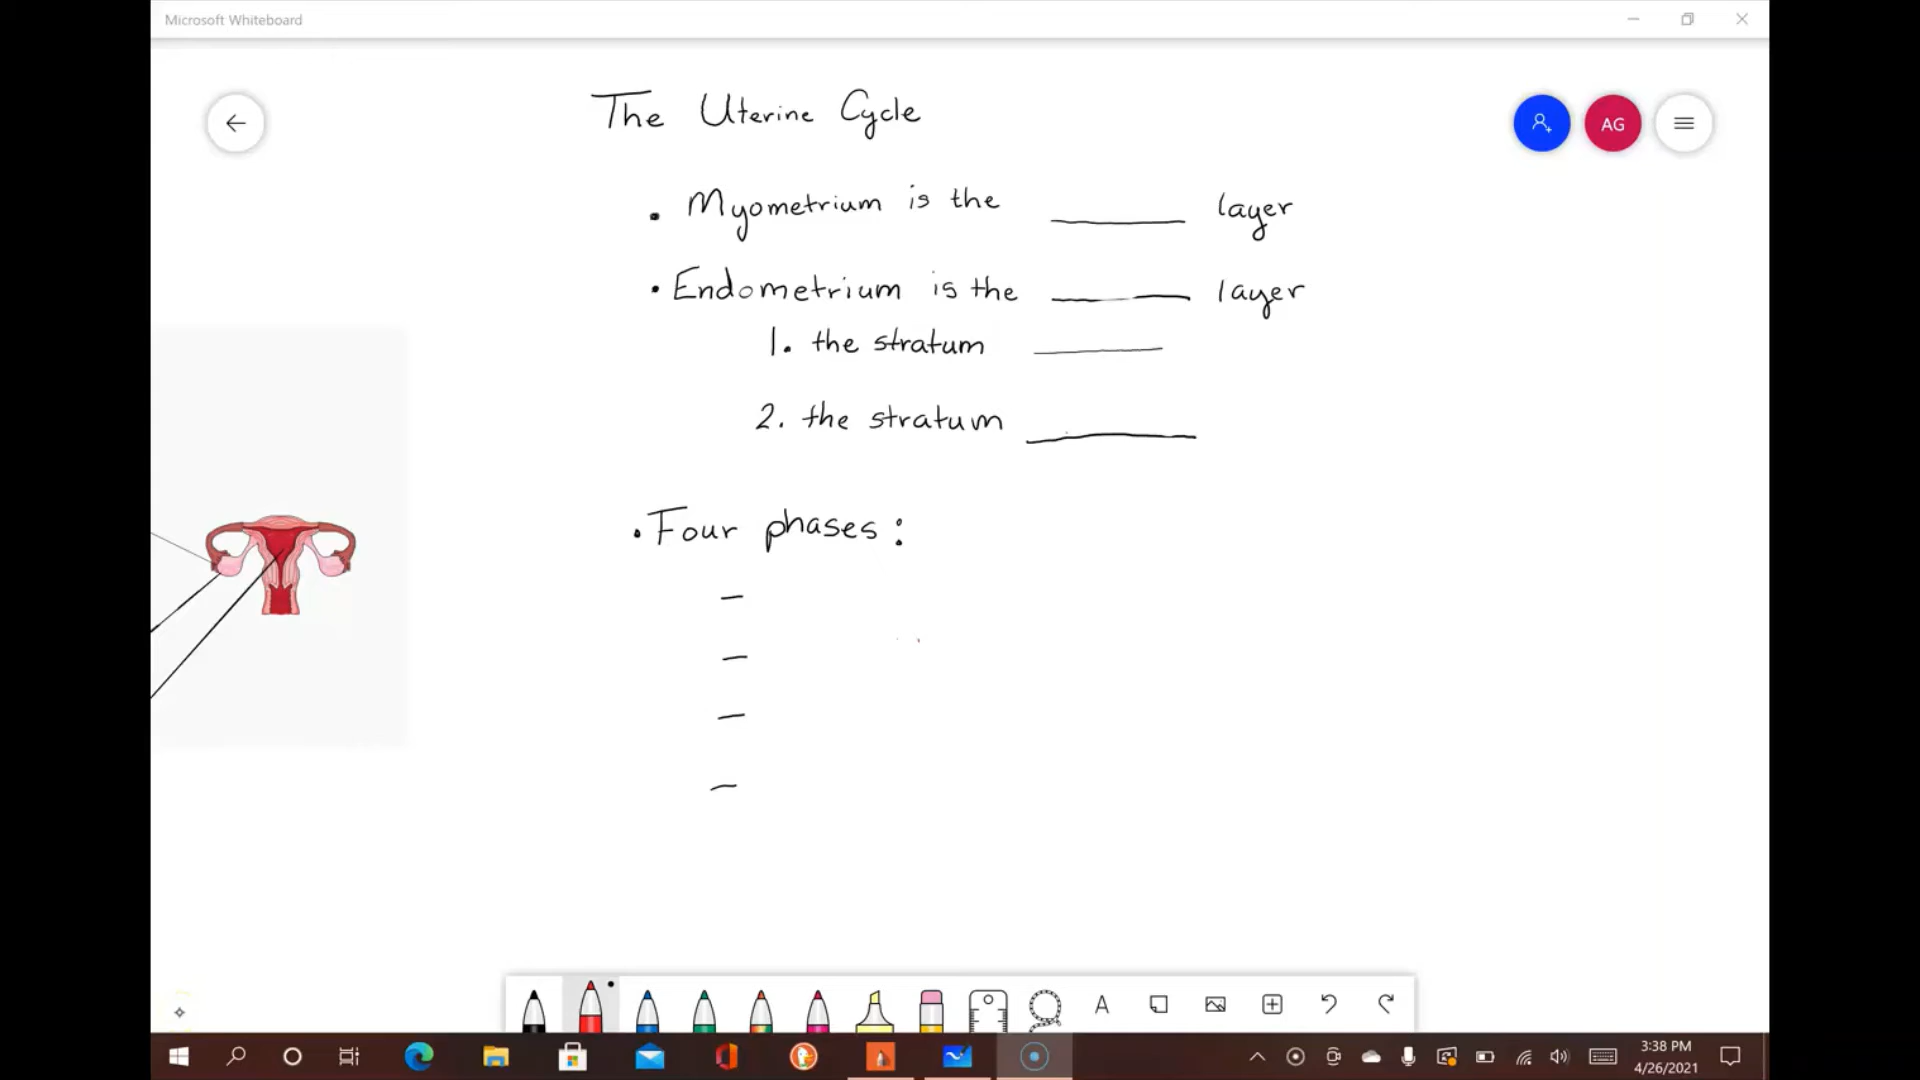 Microsoft Whiteboard
The Uterine Cycle
AG
• Myometrium is the ______ layer
• Endometrium is the ______ layer
1. the stratum ______
2. the stratum ______
• Four phases:
–
–
–
–
A
3:38 PM
4/26/2021